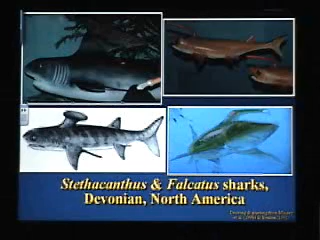 Stethacanthus & Falcatus sharks,
Devonian, North America